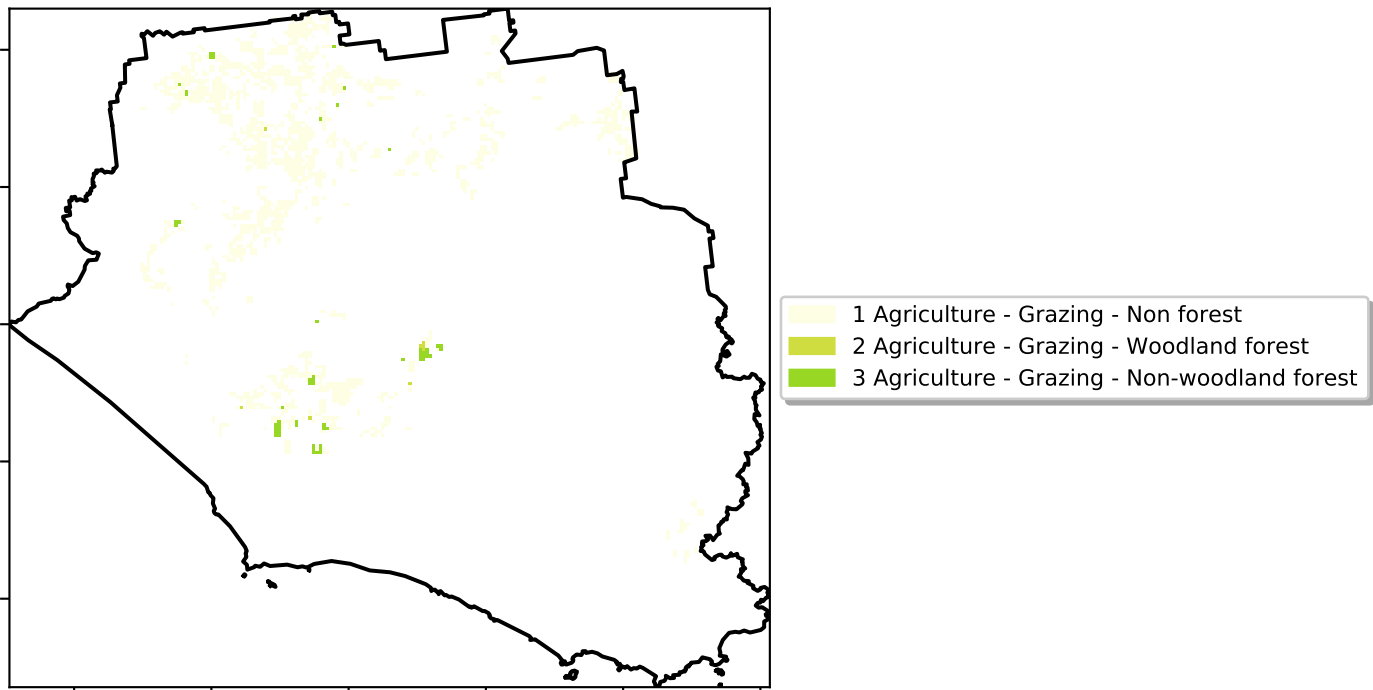 1 Agriculture - Grazing - Non forest
2 Agriculture - Grazing - Woodland forest
3 Agriculture - Grazing - Non-woodland forest